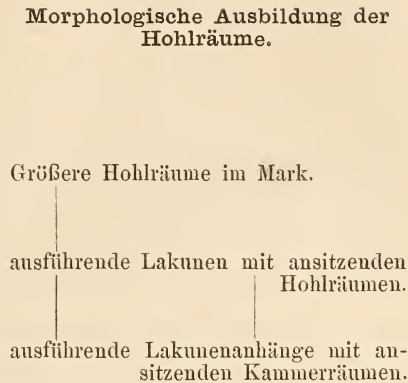 Morphologische Ausbildung der
Hohlräume.
Größere Hohlräume im Mark.
ausführende Lakunen mit ansitzenden
Hohlräumen.
ausführende Lakunenanhänge mit an-
sitzenden Kammerräumen.